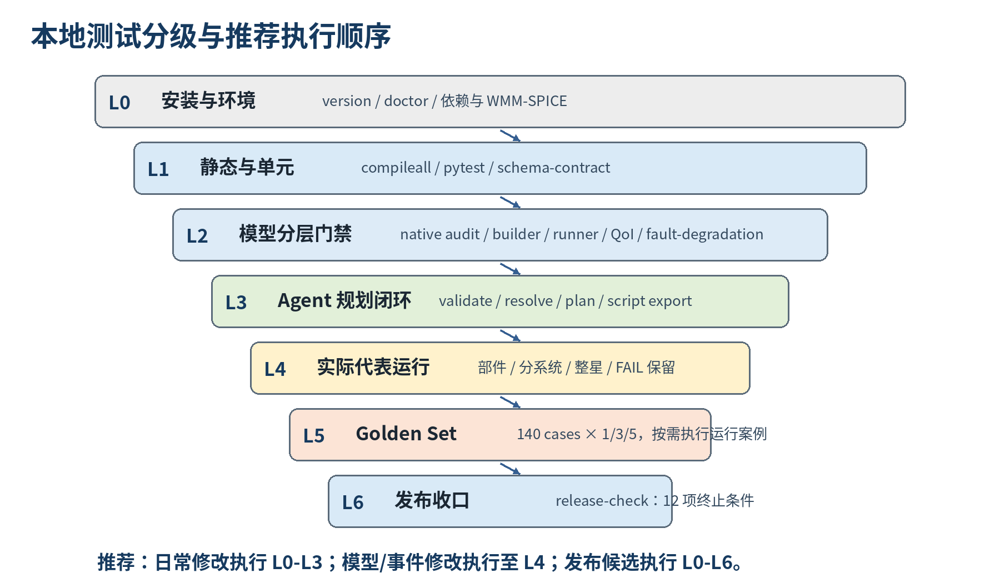 本地测试分级与推荐执行顺序
L0 安装与环境 version / doctor / 依赖与 WMM-SPICE
L1 静态与单元 compileall / pytest / schema-contract
L2 模型分层门禁 native audit / builder / runner / QoI / fault-degradation
L3 Agent 规划闭环 validate / resolve / plan / script export
L4 实际代表运行 部件 / 分系统 / 整星 / FAIL 保留
L5 Golden Set 140 cases × 1/3/5，按需执行运行案例
L6 发布收口 release-check：12 项终止条件
推荐：日常修改执行 L0-L3；模型/事件修改执行至 L4；发布候选执行 L0-L6。